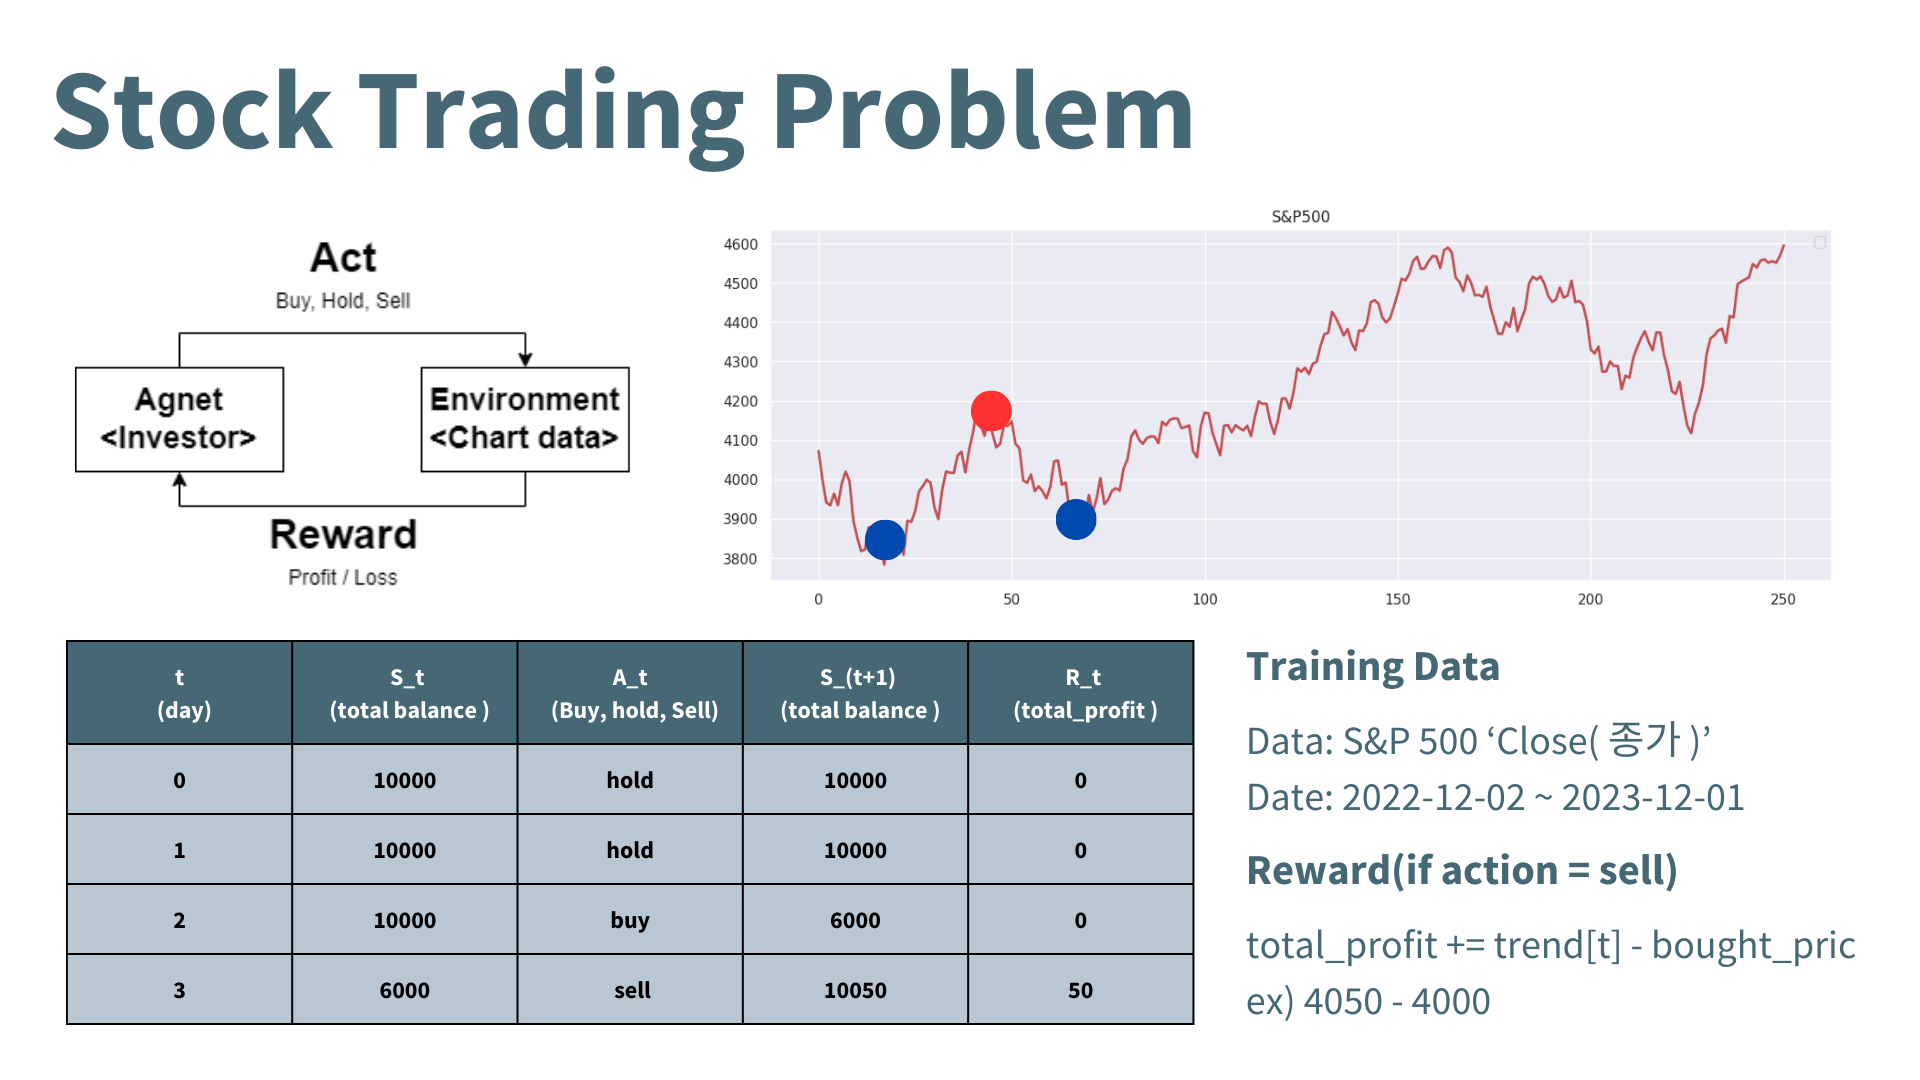 Stock Trading Problem
Act
Buy, Hold, Sell
Agnet
<Investor>
Environment
<Chart data>
Reward
Profit / Loss
S&P500
4600
4500
4400
4300
4200
4100
4000
3900
3800
0 50 100 150 200 250
t S_t A_t S_(t+1) R_t
(day) (total balance ) (Buy, hold, Sell) (total balance ) (total_profit )
0 10000 hold 10000 0
1 10000 hold 10000 0
2 10000 buy 6000 0
3 6000 sell 10050 50
Training Data
Data: S&P 500 ‘Close( 종가 )’
Date: 2022-12-02 ~ 2023-12-01
Reward(if action = sell)
total_profit += trend[t] - bought_pric
ex) 4050 - 4000